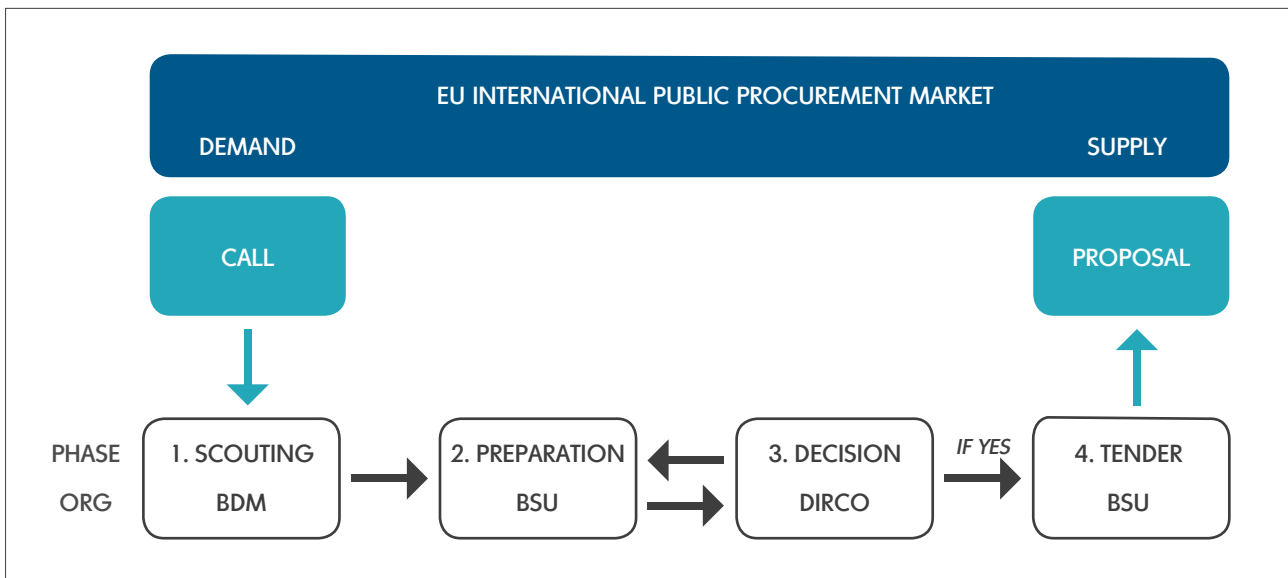 EU INTERNATIONAL PUBLIC PROCUREMENT MARKET
DEMAND SUPPLY
CALL PROPOSAL
PHASE 1. SCOUTING 2. PREPARATION 3. DECISION IF YES 4. TENDER
ORG BDM BSU DIRCO BSU